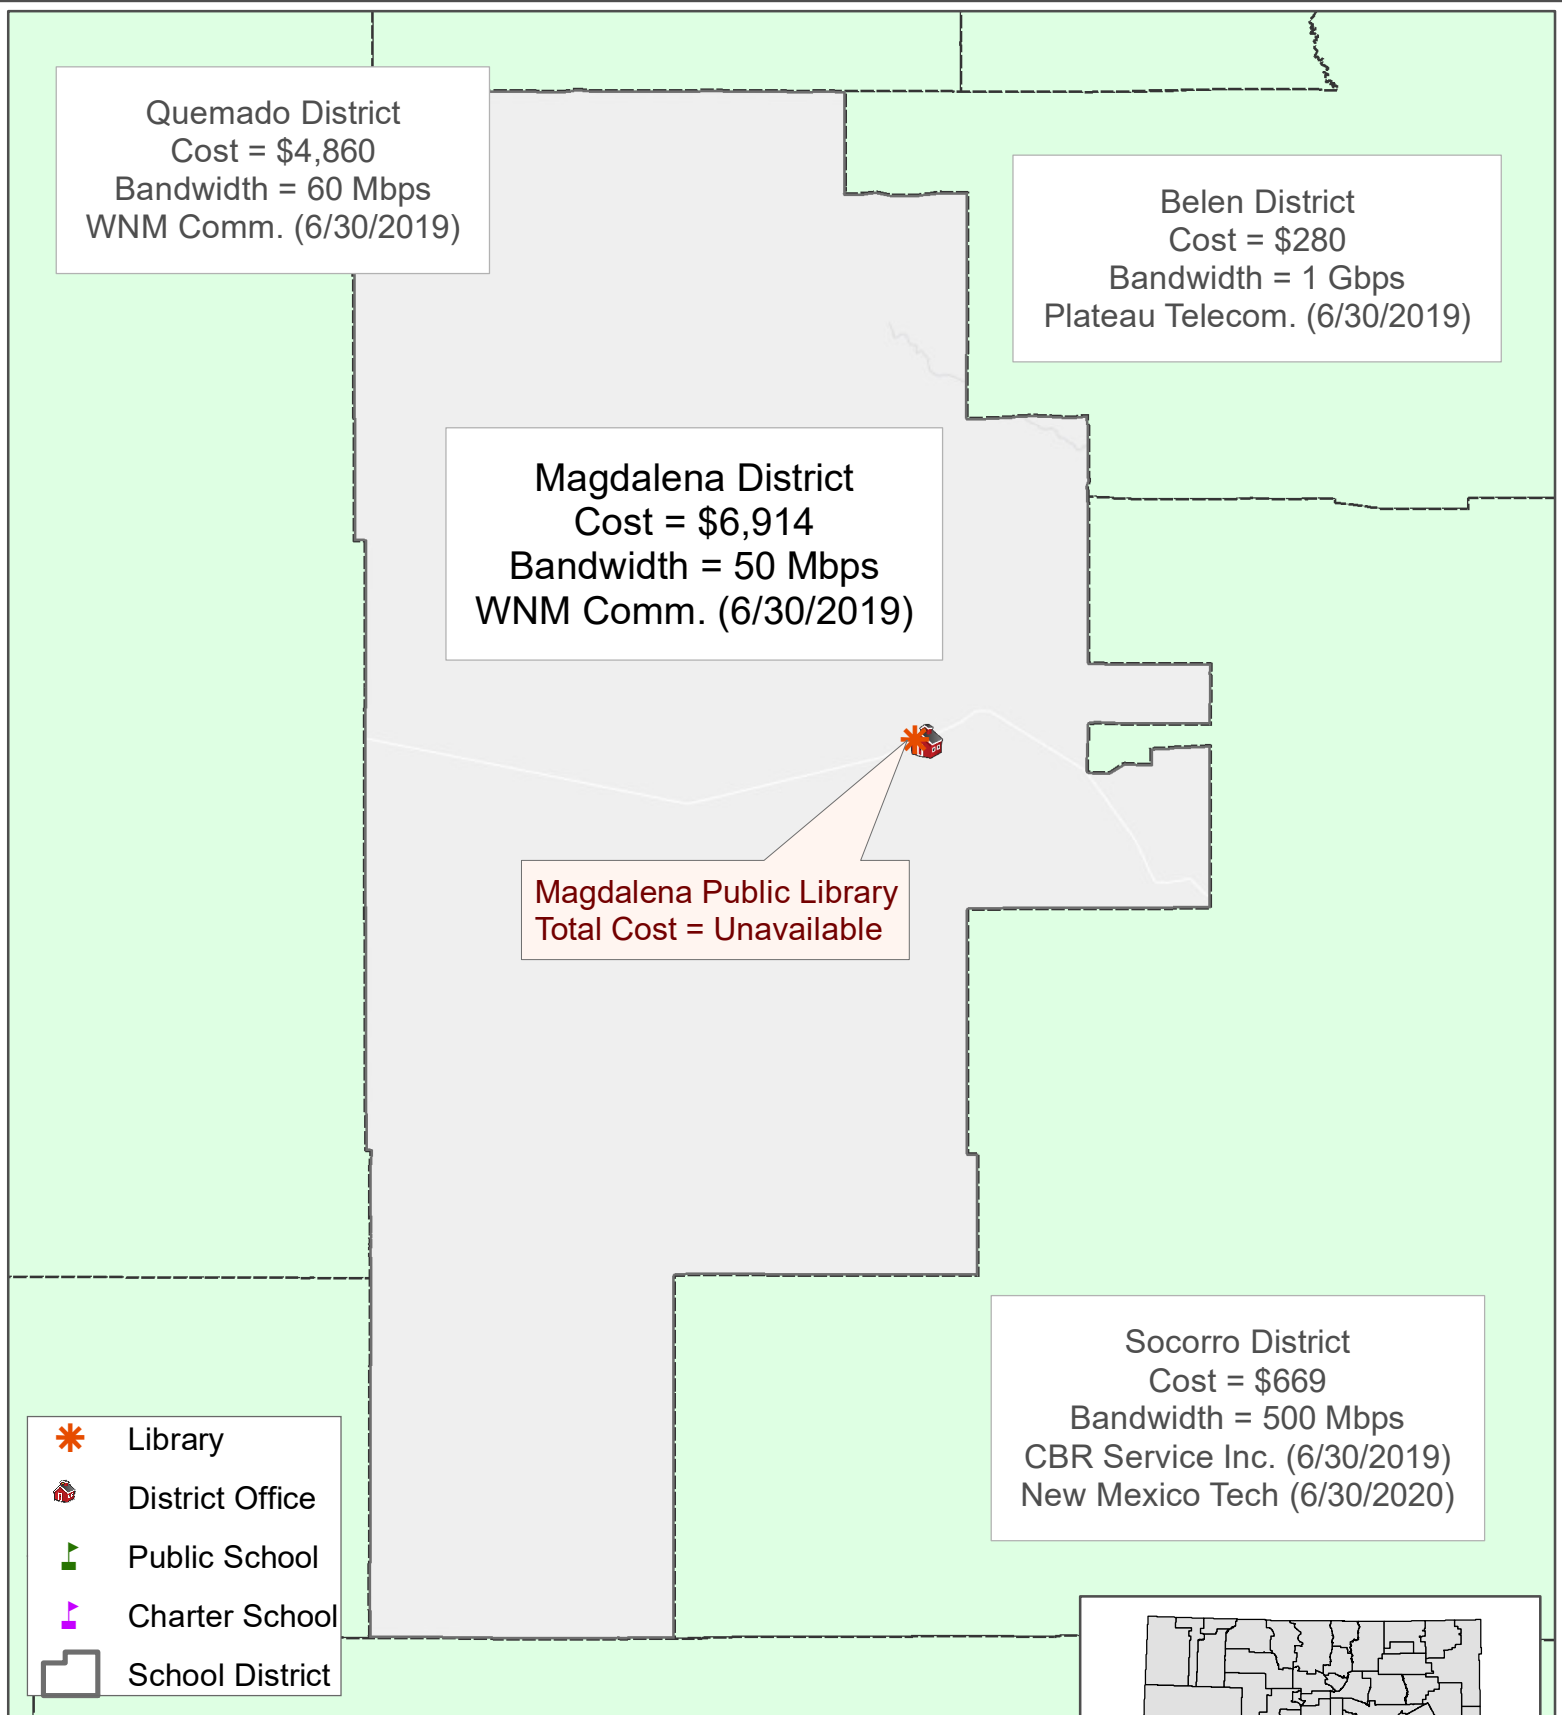 Quemado District
Cost = $4,860
Bandwidth = 60 Mbps
WNM Comm. (6/30/2019)
Belen District
Cost = $280
Bandwidth = 1 Gbps
Plateau Telecom. (6/30/2019)
Magdalena District
Cost = $6,914
Bandwidth = 50 Mbps
WNM Comm. (6/30/2019)
Magdalena Public Library
Total Cost = Unavailable
Socorro District
Cost = $669
Bandwidth = 500 Mbps
CBR Service Inc. (6/30/2019)
New Mexico Tech (6/30/2020)
Library
District Office
Public School
Charter School
School District